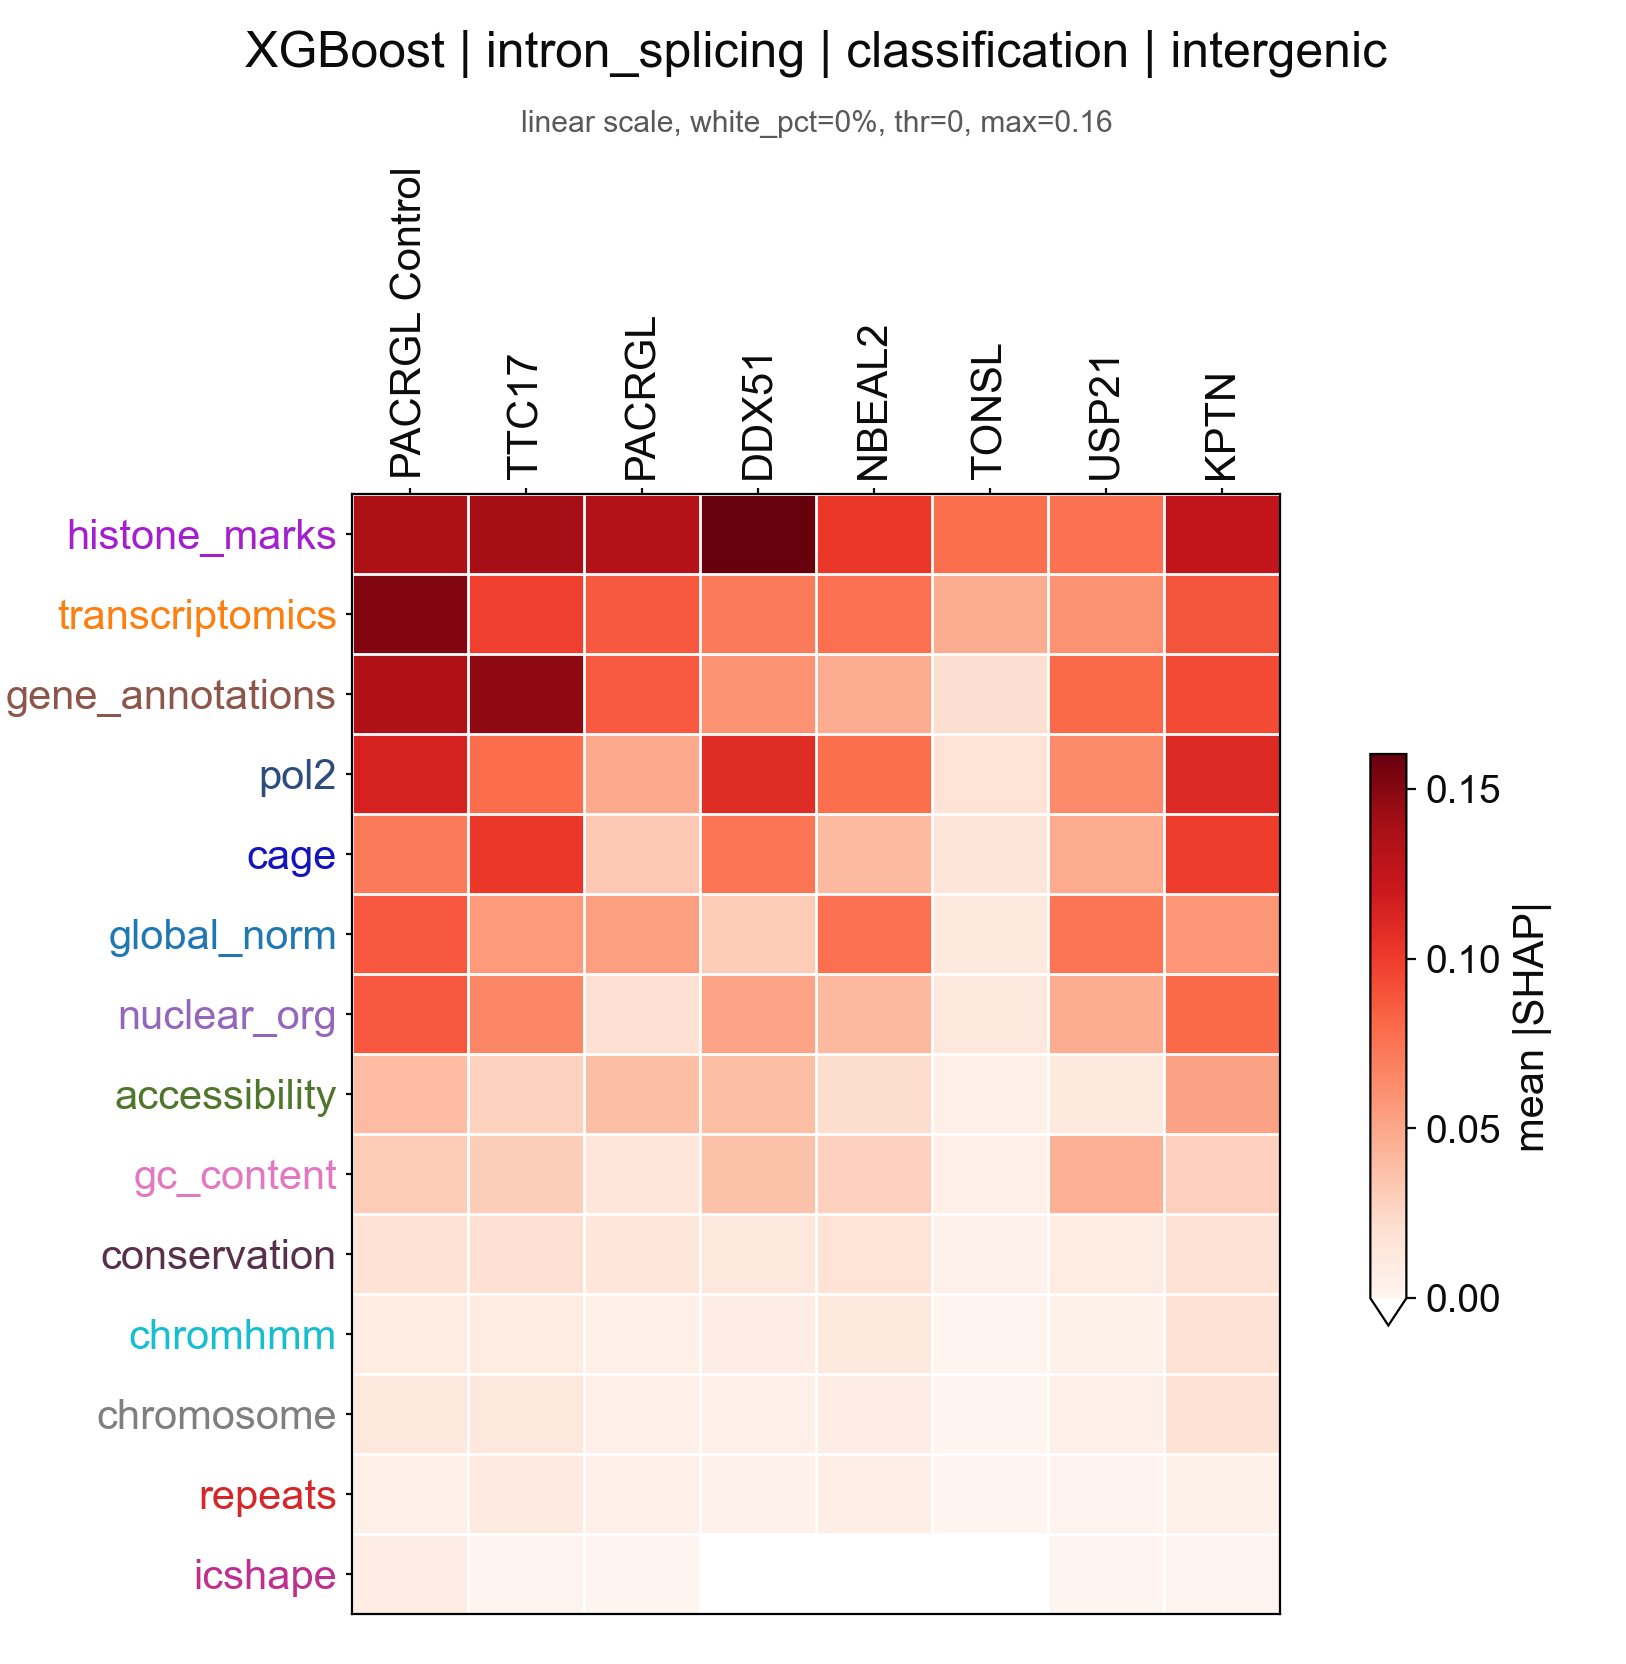 XGBoost | intron_splicing | classification | intergenic
linear scale, white_pct=0%, thr=0, max=0.16
PACRGL Control
TTC17
PACRGL
DDX51
NBEAL2
TONSL
USP21
KPTN
histone_marks
transcriptomics
gene_annotations
pol2
cage
global_norm
nuclear_org
accessibility
gc_content
conservation
chromhmm
chromosome
repeats
icshape
0.15
0.10
0.05
0.00
mean |SHAP|